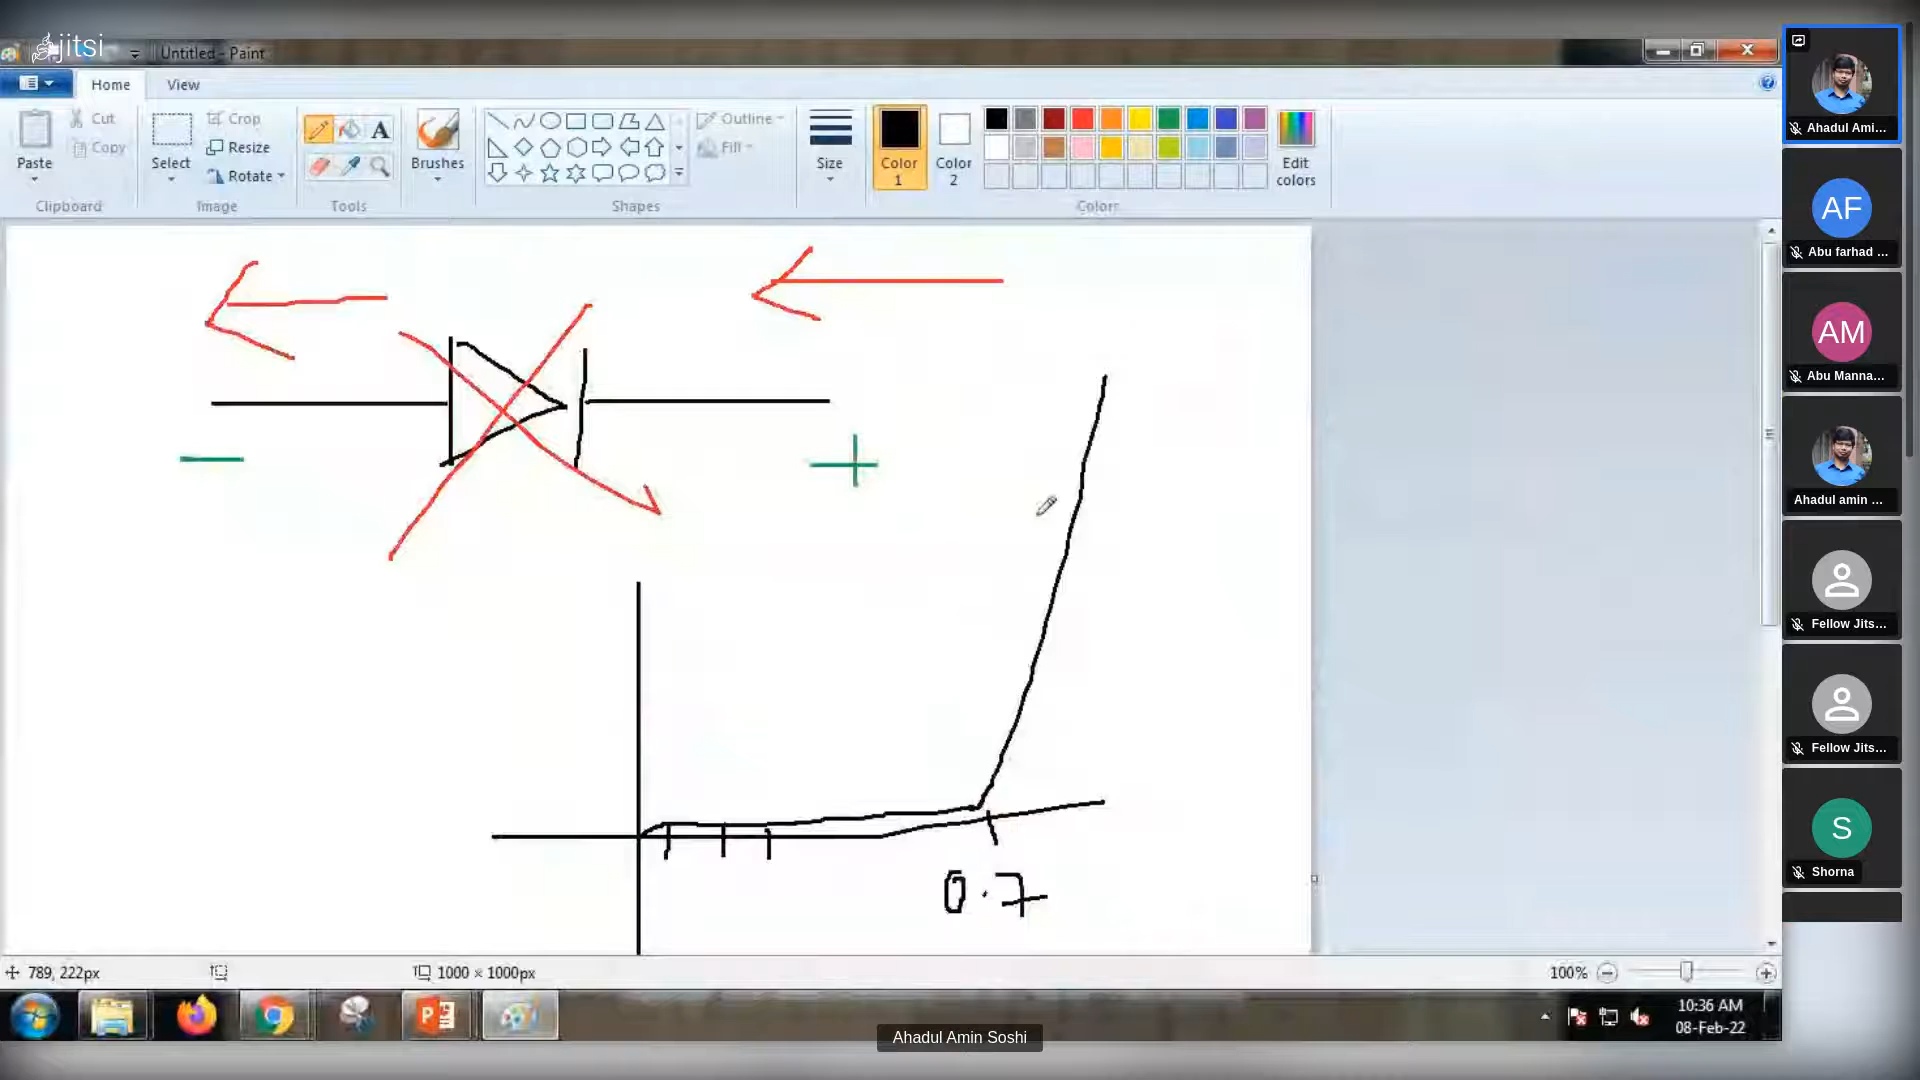 jitsi
Untitled - Paint
Home
View
Paste
Cut
Copy
Clipboard
Select
Crop
Resize
Rotate
Image
A
Tools
Brushes
Shapes
Outline
Fill
Size
Color
1
Color
2
Edit
colors
Colors
0.7
789, 222px
1000 × 1000px
100%
10:36 AM
08-Feb-22
Ahadul Amin Soshi
Ahadul Ami...
AF
Abu farhad ...
AM
Abu Manna...
Ahadul amin ...
Fellow Jits...
Fellow Jits...
S
Shorna